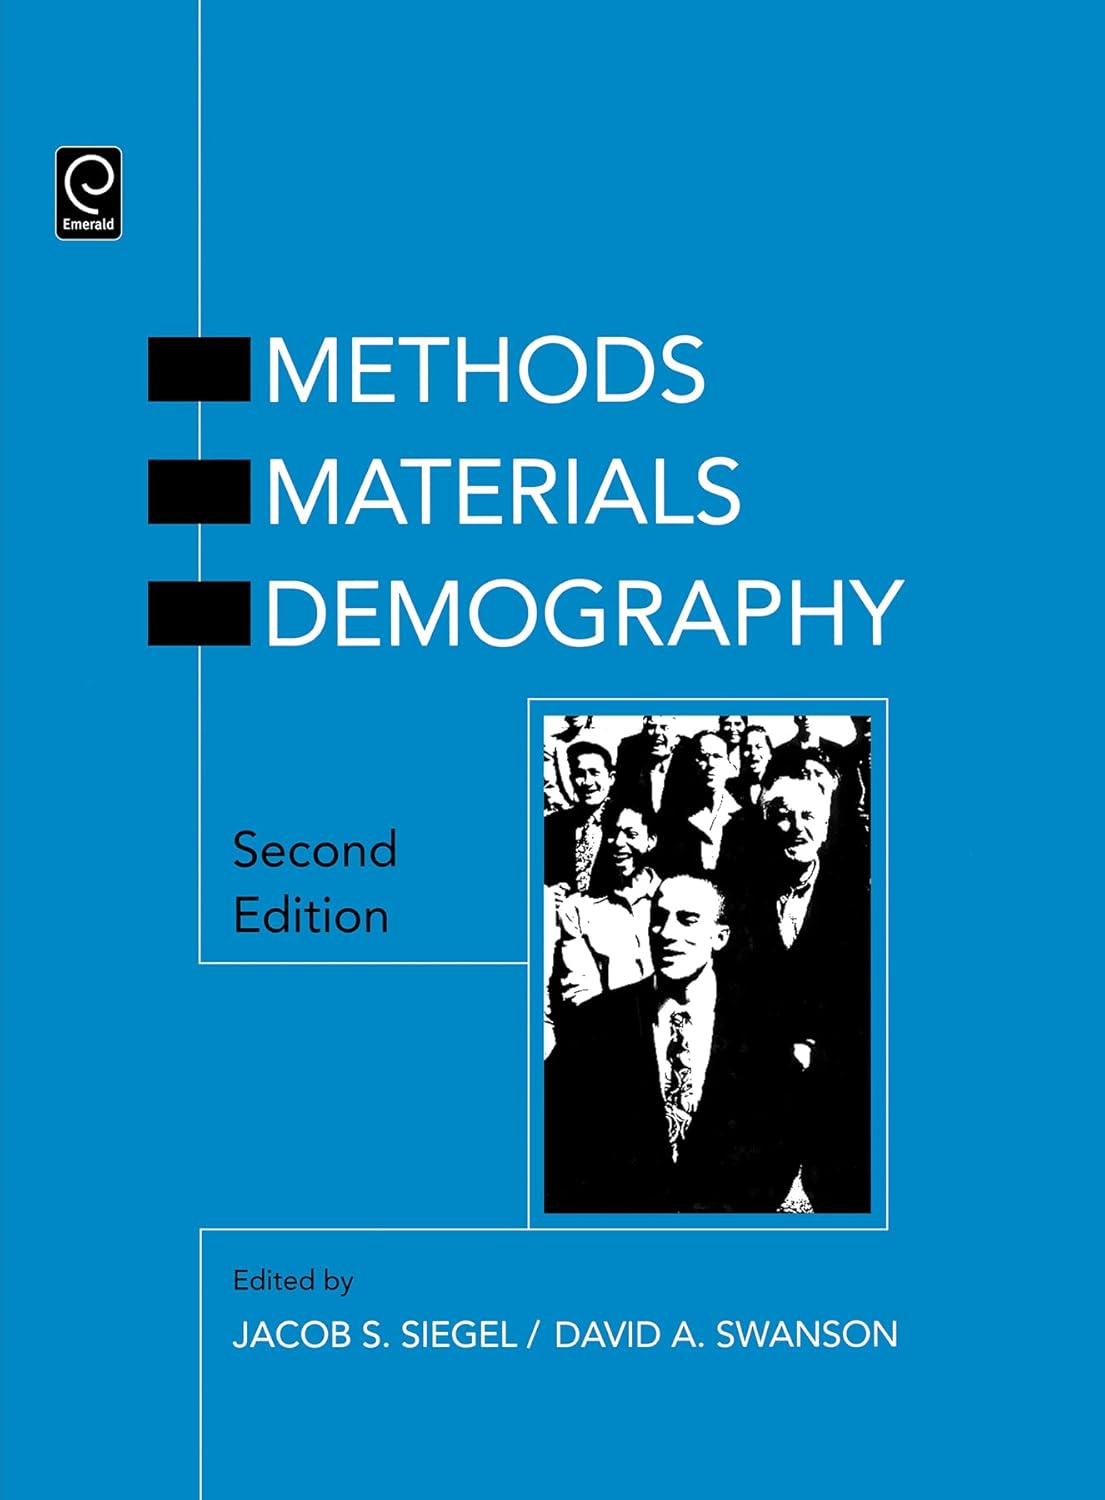 Emerald
METHODS
MATERIALS
DEMOGRAPHY
Second
Edition
Edited by
JACOB S. SIEGEL / DAVID A. SWANSON